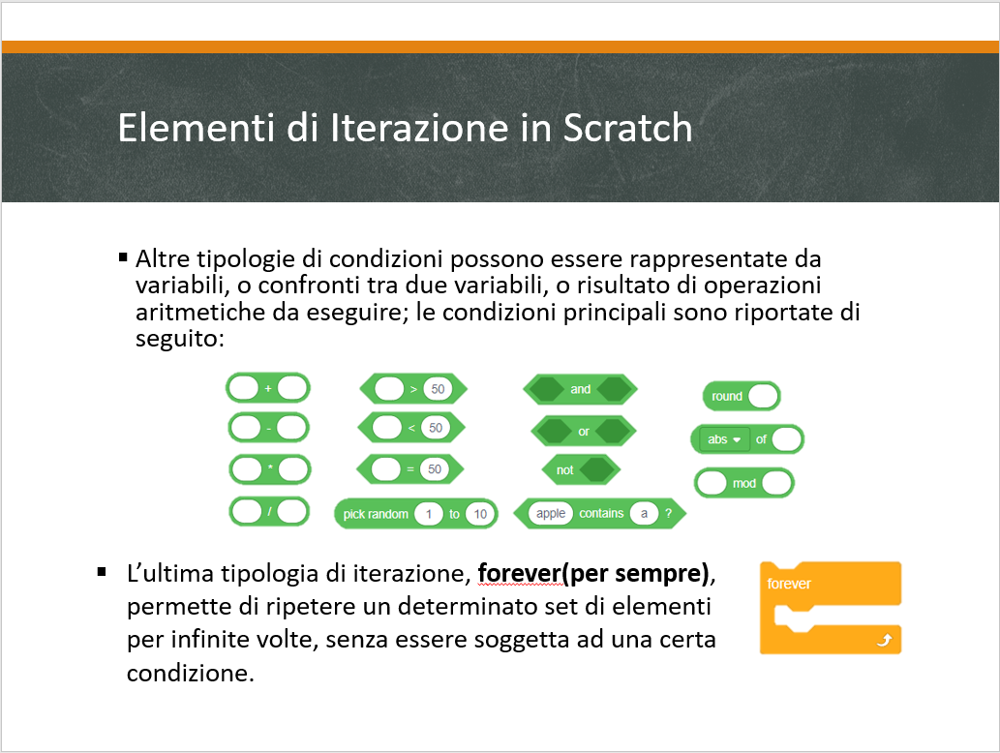 Elementi di Iterazione in Scratch
Altre tipologie di condizioni possono essere rappresentate da
variabili, o confronti tra due variabili, o risultato di operazioni
aritmetiche da eseguire; le condizioni principali sono riportate di
seguito:
+
-
*
/
> 50
< 50
= 50
pick random 1 to 10
and
or
not
apple contains a ?
round
abs of
mod
L’ultima tipologia di iterazione, forever(per sempre),
permette di ripetere un determinato set di elementi
per infinite volte, senza essere soggetta ad una certa
condizione.
forever